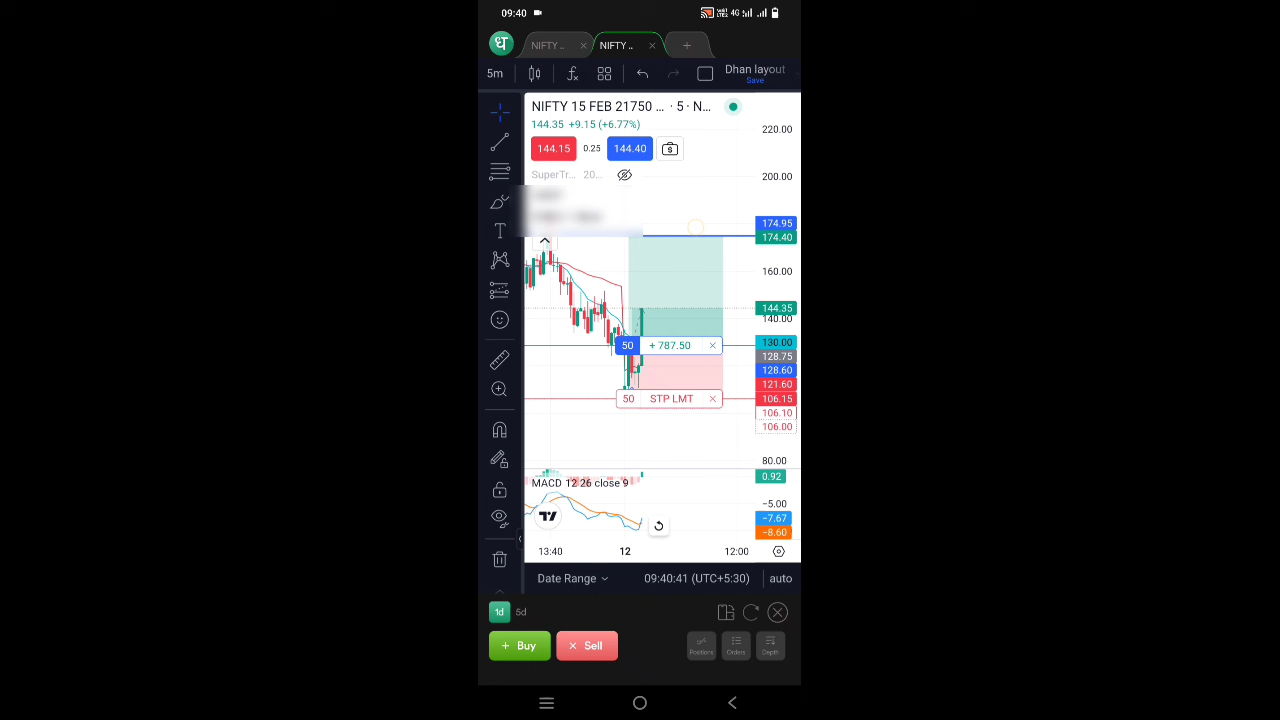 09:40
4G
ध
NIFTY ..
NIFTY ..
5m
Dhan layout
Save
NIFTY 15 FEB 21750 ... · 5 · N...
144.35 +9.15 (+6.77%)
144.15
0.25
144.40
SuperTr... 20...
220.00
200.00
174.95
174.40
160.00
144.35
140.00
130.00
128.75
128.60
121.60
106.15
106.10
106.00
80.00
50 + 787.50
50 STP LMT
MACD 12 26 close 9
0.92
−5.00
−7.67
−8.60
13:40
12
12:00
Date Range
09:40:41 (UTC+5:30)
auto
1d
5d
+ Buy
× Sell
Positions
Orders
Depth